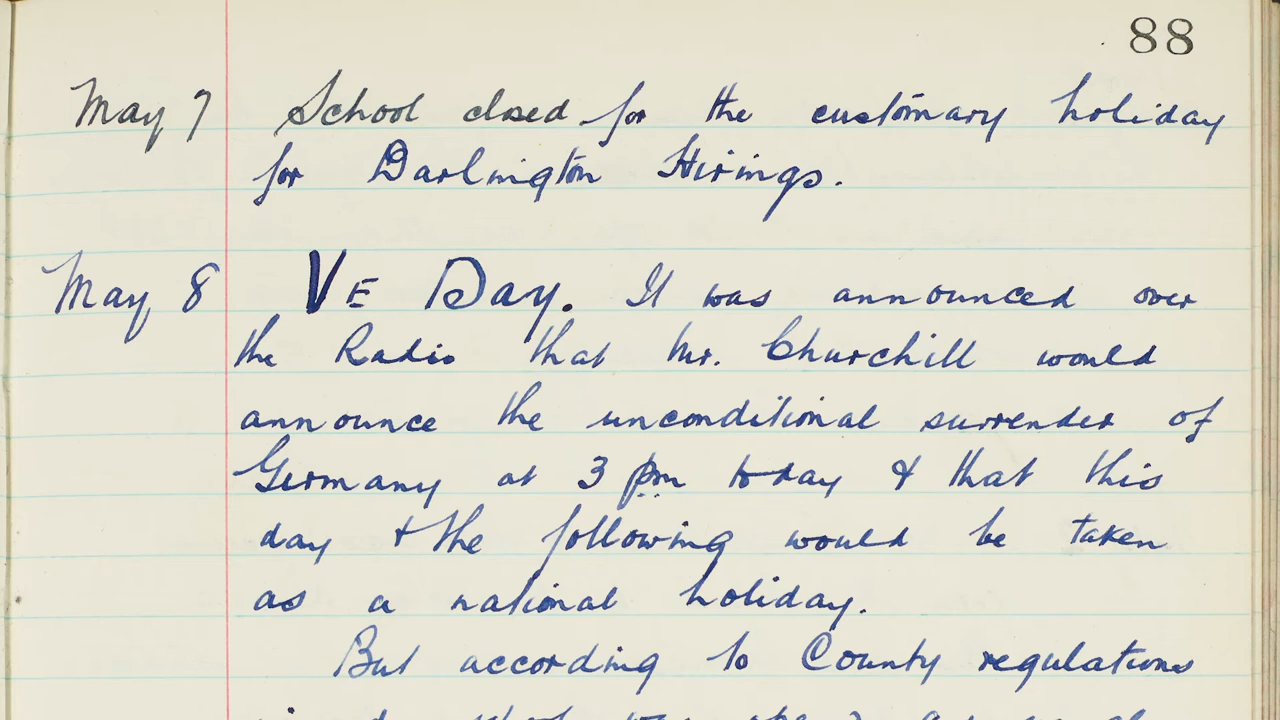 88
May 7 School closed for the customary holiday
for Darlington Hirings.
May 8 VE Day. It was announced over
the Radio that Mr. Churchill would
announce the unconditional surrender of
Germany at 3 pm today & that this
day & the following would be taken
as a national holiday.
But according to County regulations